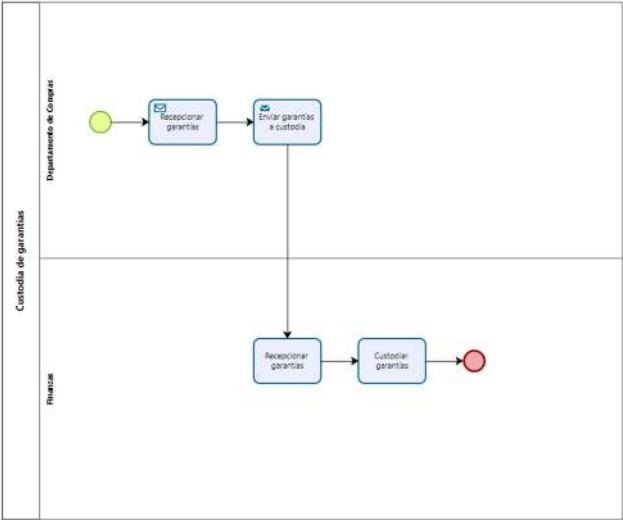 Custodia de garantías
Departamento de Compras
Recepcionar
garantías
Enviar garantías
a custodia
Finanzas
Recepcionar
garantías
Custodiar
garantías